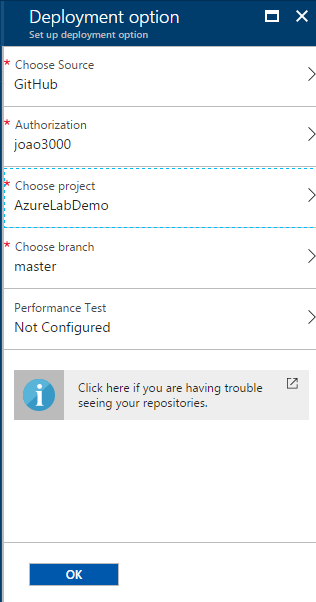 Deployment option
Set up deployment option
* Choose Source
GitHub
* Authorization
joao3000
* Choose project
AzureLabDemo
* Choose branch
master
Performance Test
Not Configured
Click here if you are having trouble
seeing your repositories.
OK